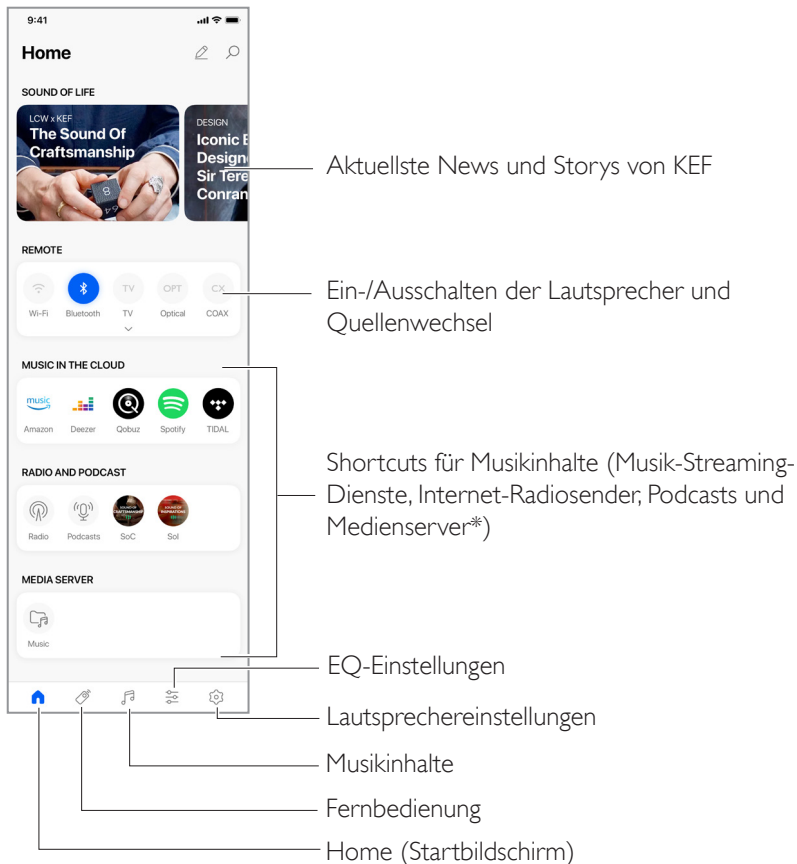 9:41
Home
SOUND OF LIFE
LCW x KEF
The Sound Of
Craftsmanship
DESIGN
Iconic
Design
Sir Tere
Conran
Aktuellste News und Storys von KEF
REMOTE
TV OPT CX
Wi-Fi Bluetooth TV Optical COAX
Ein-/Ausschalten der Lautsprecher und
Quellenwechsel
MUSIC IN THE CLOUD
music
Amazon Deezer Qobuz Spotify TIDAL
Shortcuts für Musikinhalte (Musik-Streaming-
Dienste, Internet-Radiosender, Podcasts und
Medienserver*)
RADIO AND PODCAST
Radio Podcasts SoC SoI
MEDIA SERVER
Music
EQ-Einstellungen
Lautsprechereinstellungen
Musikinhalte
Fernbedienung
Home (Startbildschirm)